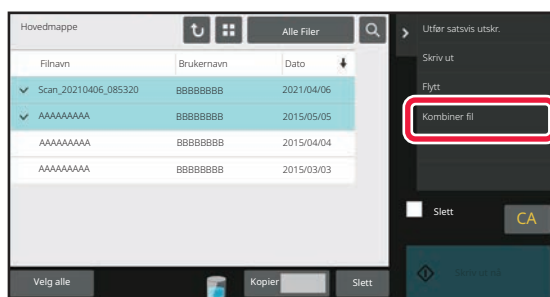 Hovedmappe
Alle Filer
Filnavn Brukernavn Dato
Scan_20210406_085320 BBBBBBBB 2021/04/06
AAAAAAAAA BBBBBBBB 2015/05/05
AAAAAAAAA BBBBBBBB 2015/04/04
AAAAAAAAA BBBBBBBB 2015/03/03
Velg alle
Kopier
Slett
Utfør satsvis utskr.
Skriv ut
Flytt
Kombiner fil
Slett
CA